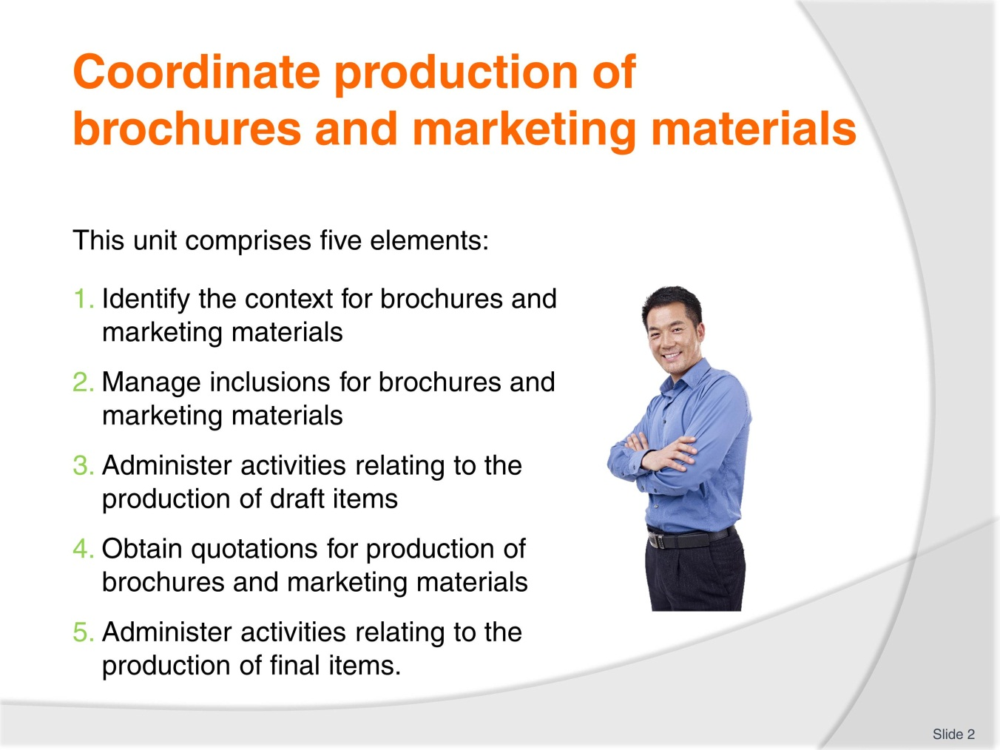 Coordinate production of
brochures and marketing materials
This unit comprises five elements:
1. Identify the context for brochures and
marketing materials
2. Manage inclusions for brochures and
marketing materials
3. Administer activities relating to the
production of draft items
4. Obtain quotations for production of
brochures and marketing materials
5. Administer activities relating to the
production of final items.
Slide 2